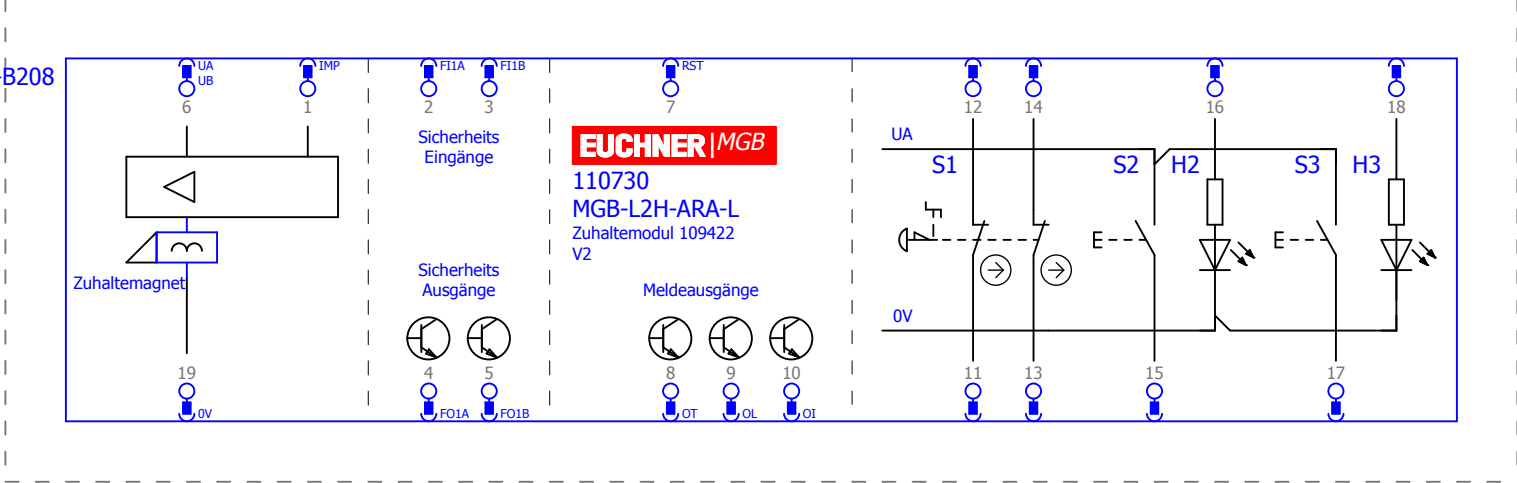 -B208
UA
UB
IMP
FI1A
FI1B
RST
6
1
2
3
7
12
14
16
18
Sicherheits
Eingänge
EUCHNER|MGB
110730
MGB-L2H-ARA-L
Zuhaltemodul 109422
V2
UA
S1
S2
H2
S3
H3
Zuhaltemagnet
Sicherheits
Ausgänge
Meldeausgänge
0V
19
4
5
8
9
10
11
13
15
17
0V
FO1A
FO1B
OT
OL
OI